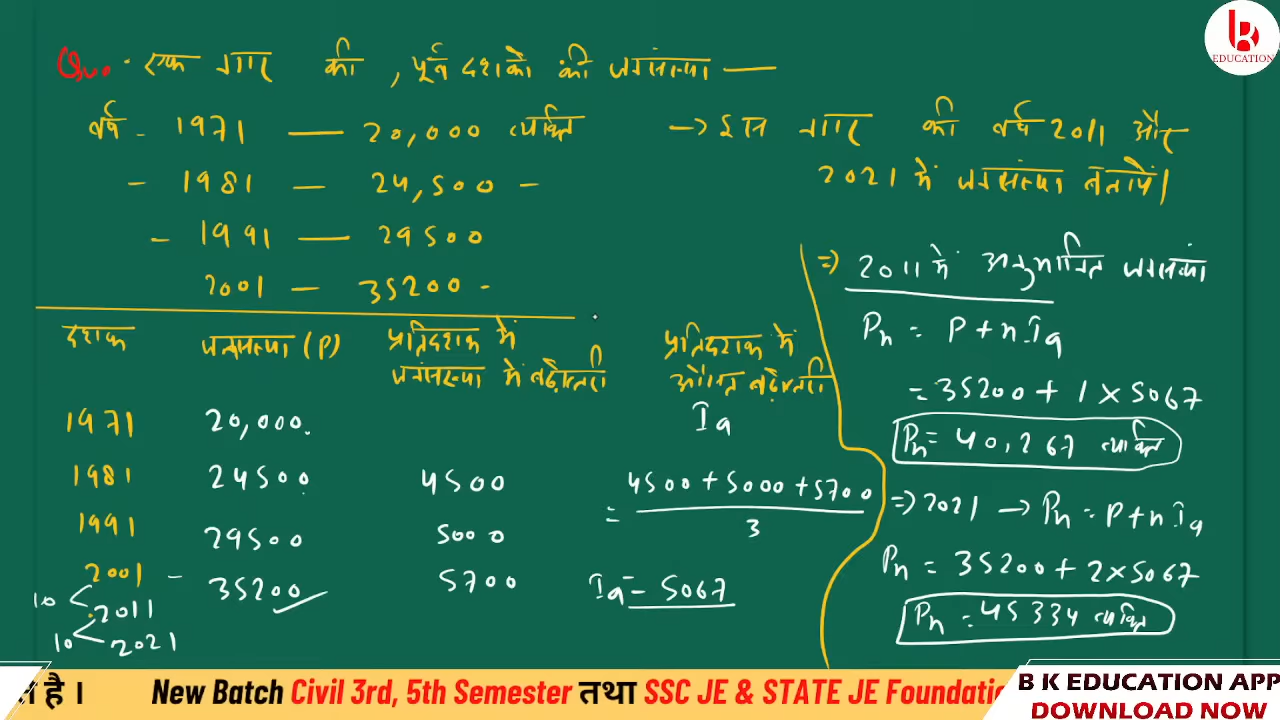 Que. एक नगर की, पूर्व दशको की जनसंख्या —
वर्ष - 1971 — 20,000 व्यक्ति
- 1981 — 24,500 -
- 1991 — 29500
2001 — 35200 -
→ इस नगर की वर्ष 2011 और
2021 में जनसंख्या बतायें।
दशक
1971
1981
1991
2001 -
10 < 2011
10 < 2021
जनसंख्या (P)
20,000.
24500
29500
35200 ✓
प्रतिदशक में
जनसंख्या में बढ़ोत्तरी
4500
5000
5700
प्रतिदशक में
औसत बढ़ोत्तरी
Ia
= (4500 + 5000 + 5700) / 3
Ia = 5067
⇒ 2011 में अनुमानित जनसंख्या
Pn = P + n Ia
= 35200 + 1 × 5067
Pn = 40,267 व्यक्ति
⇒ 2021 → Pn = P + n Ia
Pn = 35200 + 2 × 5067
Pn = 45334 व्यक्ति
BK
EDUCATION
है । New Batch Civil 3rd, 5th Semester तथा SSC JE & STATE JE Foundatio
B K EDUCATION APP
DOWNLOAD NOW